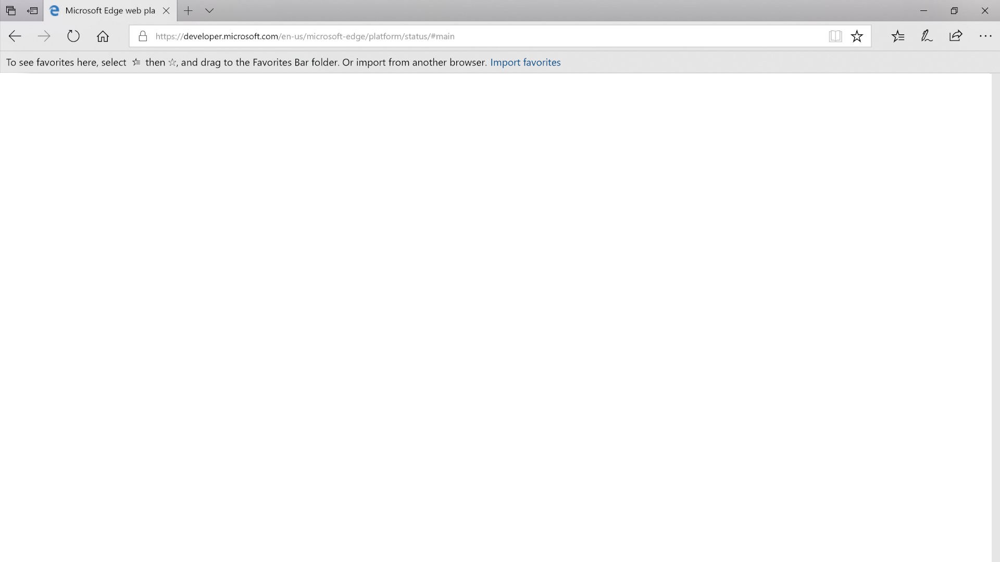 Microsoft Edge web pla
https://developer.microsoft.com/en-us/microsoft-edge/platform/status/#main
To see favorites here, select then, and drag to the Favorites Bar folder. Or import from another browser. Import favorites